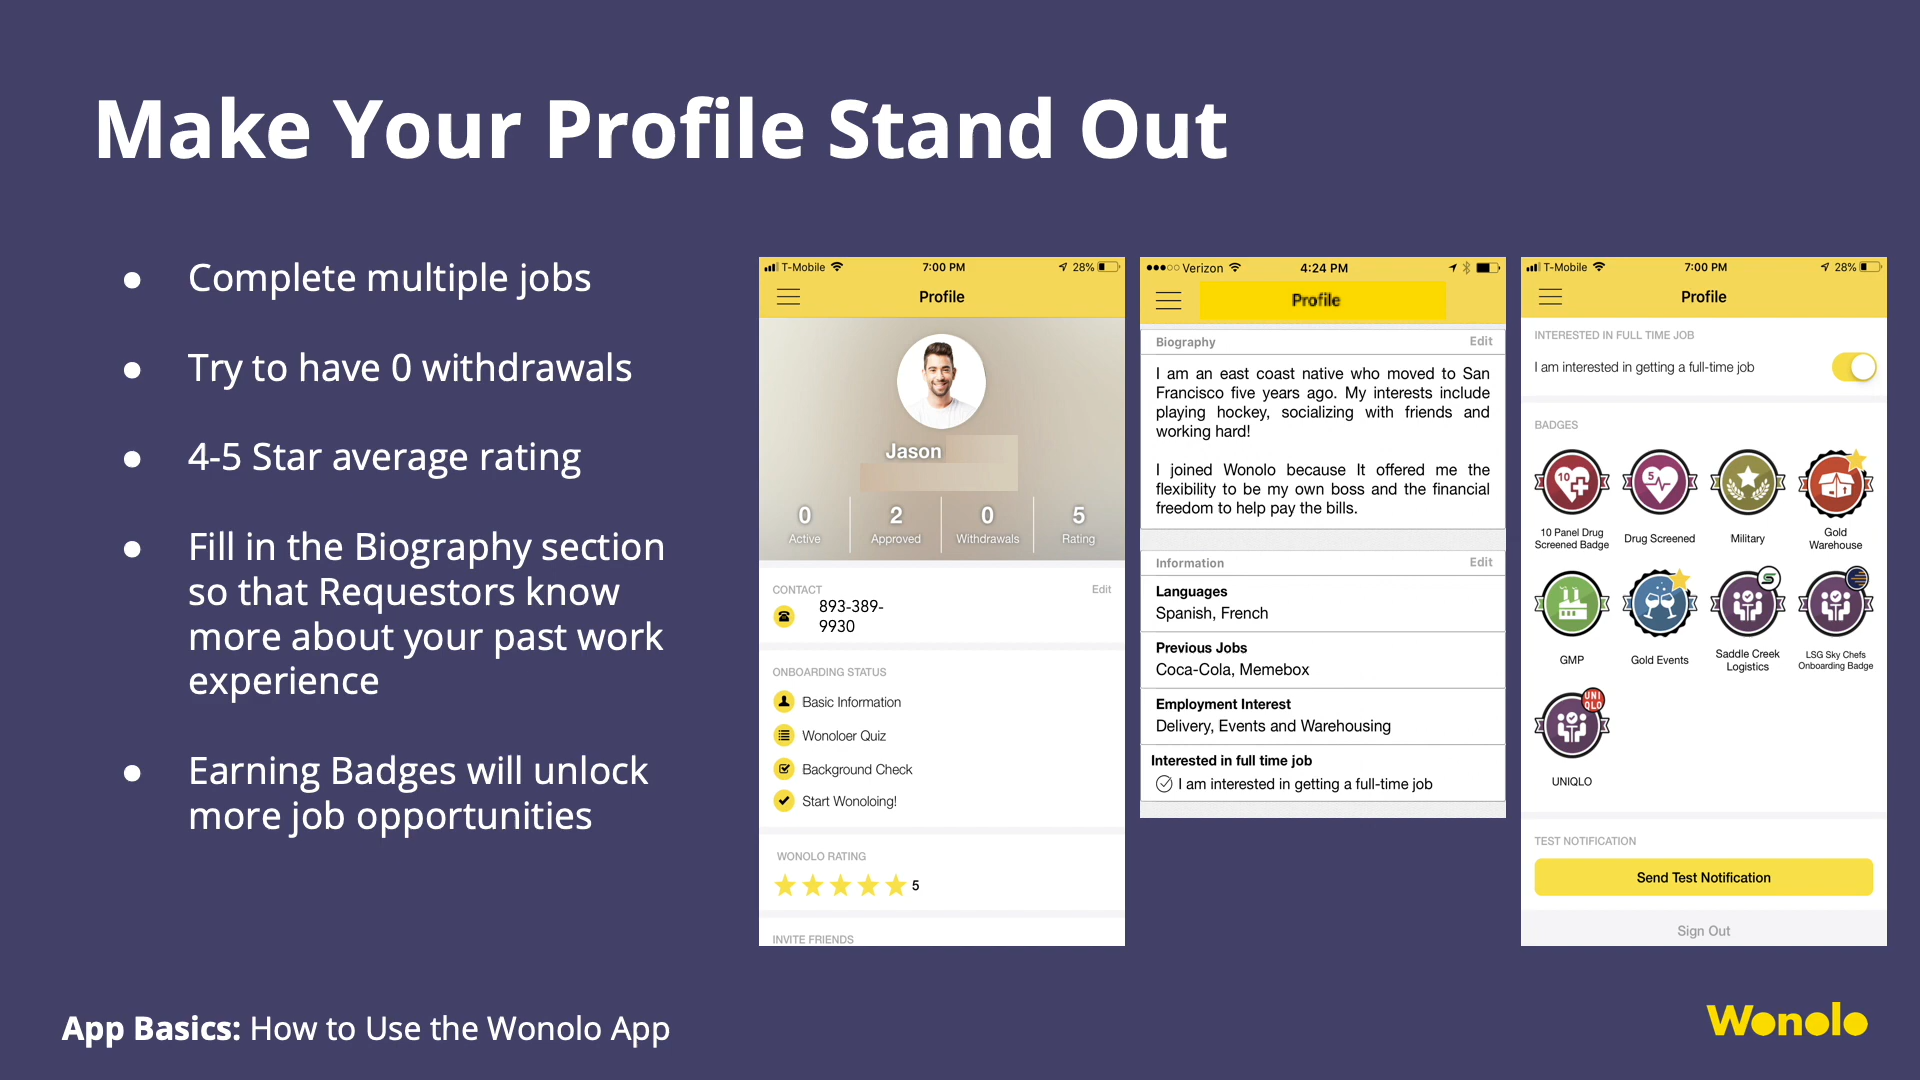 Make Your Profile Stand Out
● Complete multiple jobs
● Try to have 0 withdrawals
● 4-5 Star average rating
● Fill in the Biography section
so that Requestors know
more about your past work
experience
● Earning Badges will unlock
more job opportunities
T-Mobile 7:00 PM 28%
Profile
Jason
0 2 0 5
Active Approved Withdrawals Rating
CONTACT Edit
893-389-
9930
ONBOARDING STATUS
Basic Information
Wonoloer Quiz
Background Check
Start Wonoloing!
WONOLO RATING
5
INVITE FRIENDS
Verizon 4:24 PM
Profile
Biography Edit
I am an east coast native who moved to San
Francisco five years ago. My interests include
playing hockey, socializing with friends and
working hard!
I joined Wonolo because It offered me the
flexibility to be my own boss and the financial
freedom to help pay the bills.
Information Edit
Languages
Spanish, French
Previous Jobs
Coca-Cola, Memebox
Employment Interest
Delivery, Events and Warehousing
Interested in full time job
I am interested in getting a full-time job
T-Mobile 7:00 PM 28%
Profile
INTERESTED IN FULL TIME JOB
I am interested in getting a full-time job
BADGES
10 5
10 Panel Drug
Screened Badge
Drug Screened
Military
Gold
Warehouse
GMP
Gold Events
S
Saddle Creek
Logistics
LSG Sky Chefs
Onboarding Badge
UNI
QLO
UNIQLO
TEST NOTIFICATION
Send Test Notification
Sign Out
App Basics: How to Use the Wonolo App
Wonolo